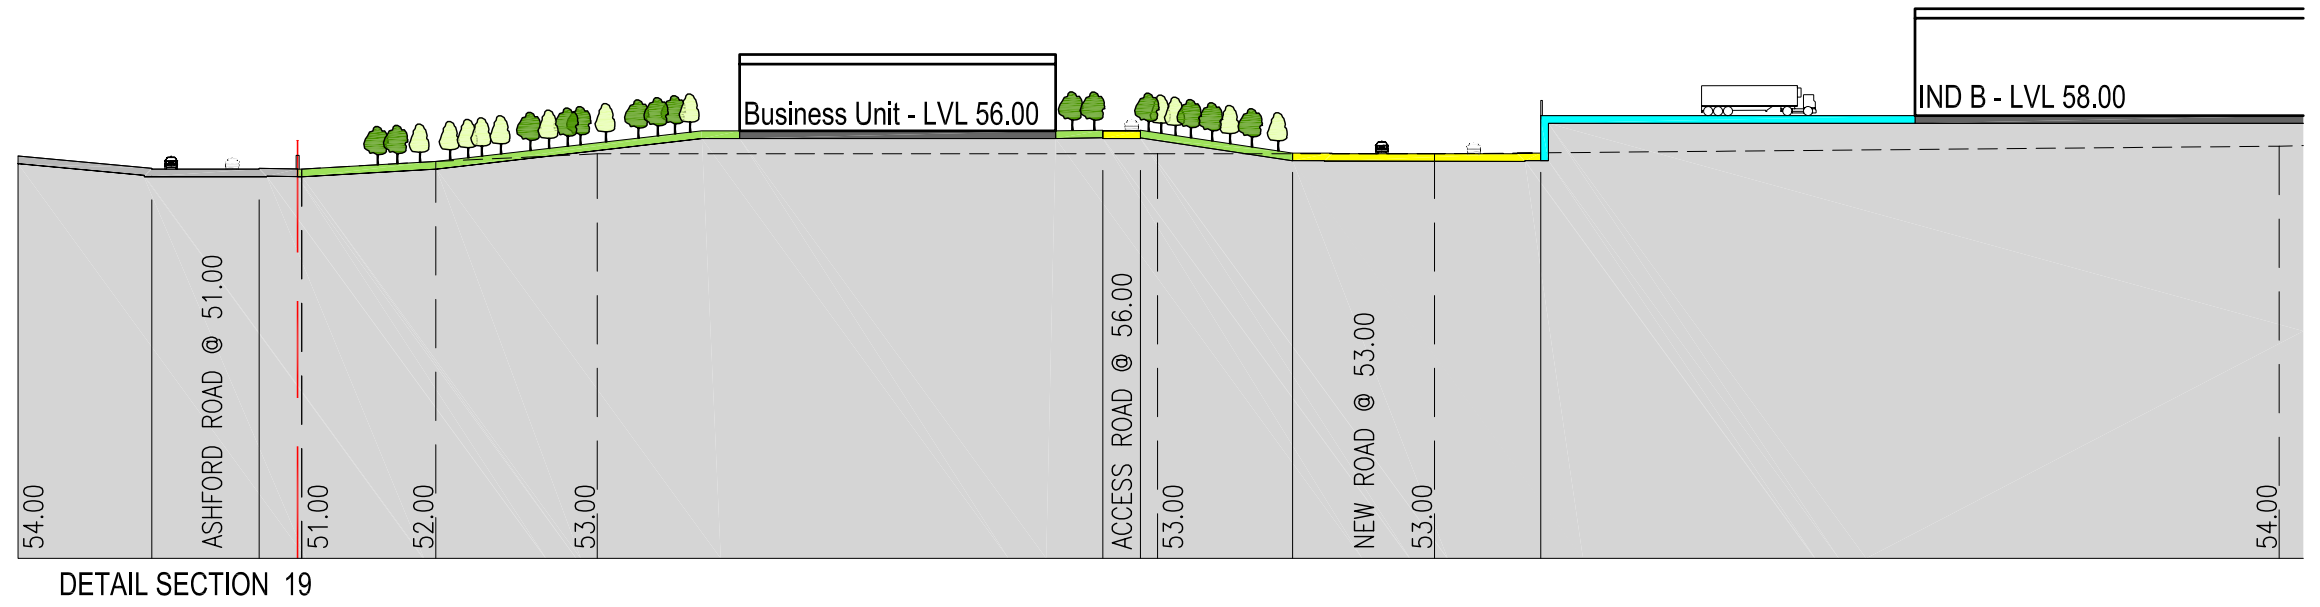 Business Unit - LVL 56.00
IND B - LVL 58.00
54.00
ASHFORD ROAD @ 51.00
51.00
52.00
53.00
ACCESS ROAD @ 56.00
53.00
NEW ROAD @ 53.00
53.00
54.00
DETAIL SECTION 19